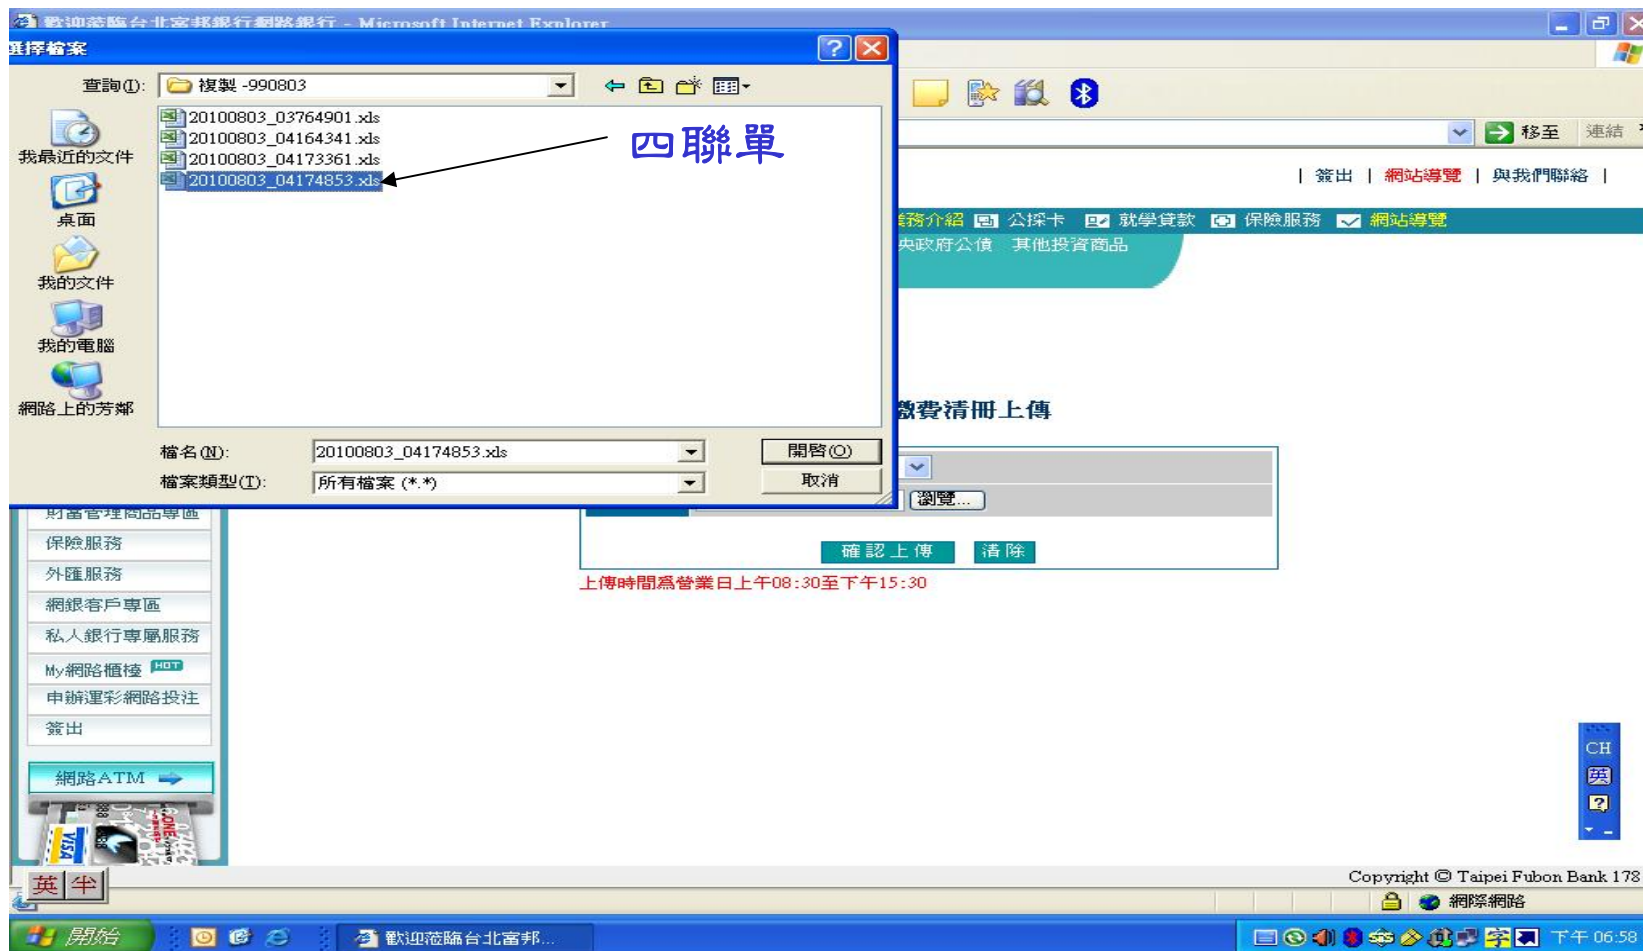 歡迎蒞臨台北富邦銀行網路銀行 - Microsoft Internet Explorer
選擇檔案
查詢(I):
複製 -990803
20100803_03764901.xls
20100803_04164341.xls
20100803_04173361.xls
20100803_04174853.xls
四聯單
我最近的文件
桌面
我的文件
我的電腦
網路上的芳鄰
檔名(N):
20100803_04174853.xls
開啓(O)
檔案類型(T):
所有檔案 (*.*)
取消
移至
連結
| 簽出 | 網站導覽 | 與我們聯絡 |
務介紹 公採卡 就學貸款 保險服務 網站導覽
央政府公債 其他投資商品
繳費清冊上傳
瀏覽...
確認上傳
清除
上傳時間爲營業日上午08:30至下午15:30
財富管理商品專區
保險服務
外匯服務
網銀客戶專區
私人銀行專屬服務
My網路櫃檯 HOT
申辦運彩網路投注
簽出
網路ATM
VISA
CH
英
英 半
Copyright © Taipei Fubon Bank 178
網際網路
開始
歡迎蒞臨台北富邦...
字
下午 06:58